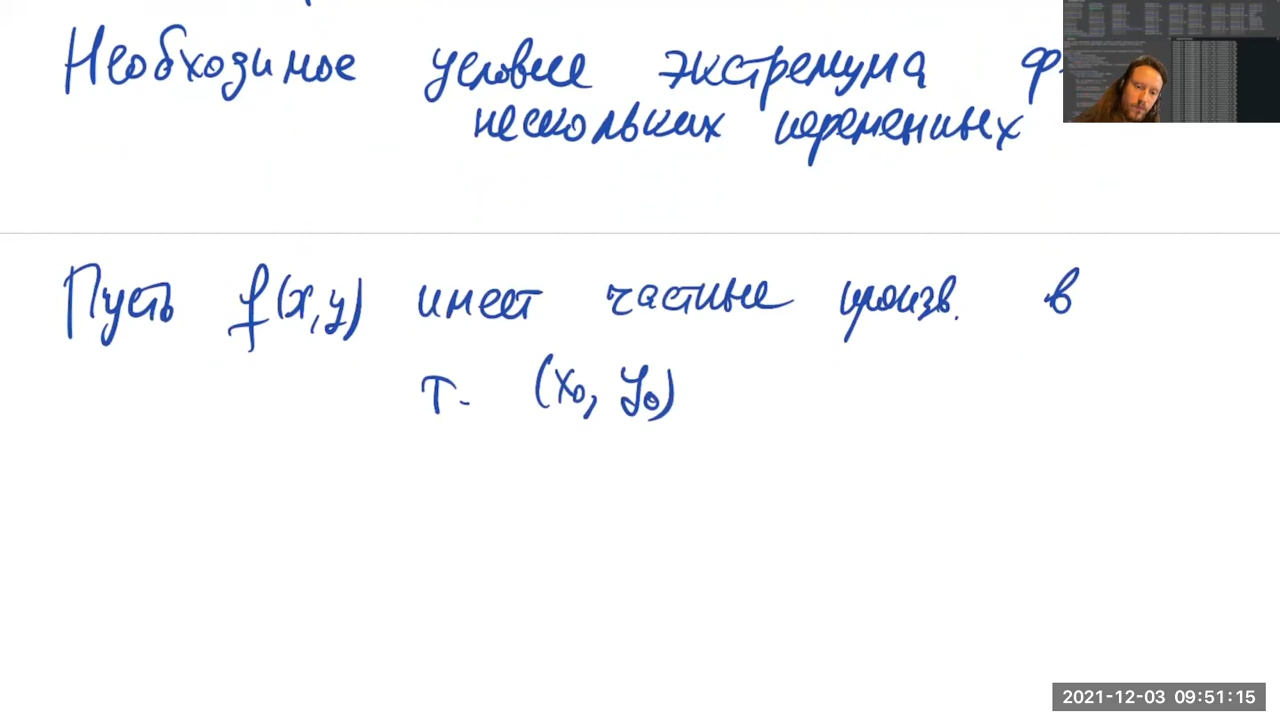 Необходимое условие экстремума ф
нескольких переменных
Пусть f(x,y) имеет частные произв. в
т. (x₀, y₀)
2021-12-03 09:51:15